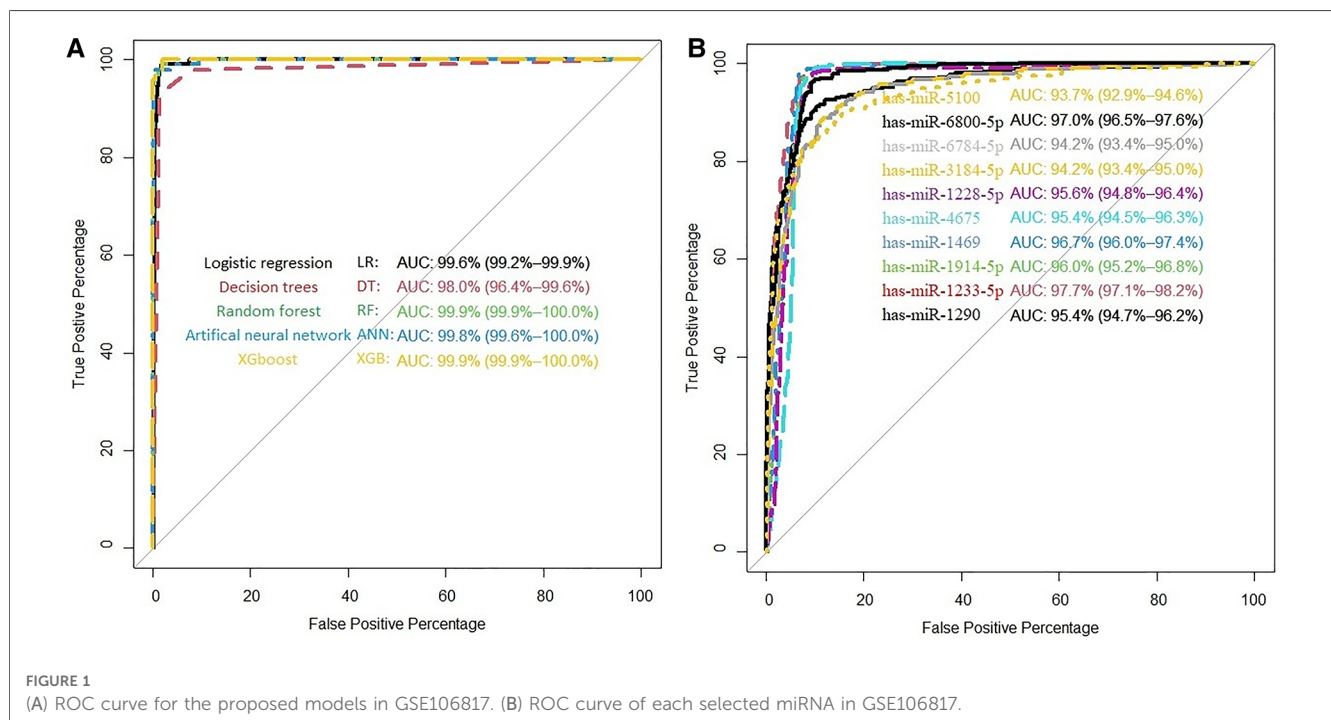 A
True Postive Percentage
0
20
40
60
80
100
Logistic regression LR: AUC: 99.6% (99.2%–99.9%)
Decision trees DT: AUC: 98.0% (96.4%–99.6%)
Random forest RF: AUC: 99.9% (99.9%–100.0%)
Artifical neural network ANN: AUC: 99.8% (99.6%–100.0%)
XGboost XGB: AUC: 99.9% (99.9%–100.0%)
0 20 40 60 80 100
False Positive Percentage
B
True Postive Percentage
0
20
40
60
80
100
has-miR-5100 AUC: 93.7% (92.9%–94.6%)
has-miR-6800-5p AUC: 97.0% (96.5%–97.6%)
has-miR-6784-5p AUC: 94.2% (93.4%–95.0%)
has-miR-3184-5p AUC: 94.2% (93.4%–95.0%)
has-miR-1228-5p AUC: 95.6% (94.8%–96.4%)
has-miR-4675 AUC: 95.4% (94.5%–96.3%)
has-miR-1469 AUC: 96.7% (96.0%–97.4%)
has-miR-1914-5p AUC: 96.0% (95.2%–96.8%)
has-miR-1233-5p AUC: 97.7% (97.1%–98.2%)
has-miR-1290 AUC: 95.4% (94.7%–96.2%)
0 20 40 60 80 100
False Positive Percentage
FIGURE 1
(A) ROC curve for the proposed models in GSE106817. (B) ROC curve of each selected miRNA in GSE106817.